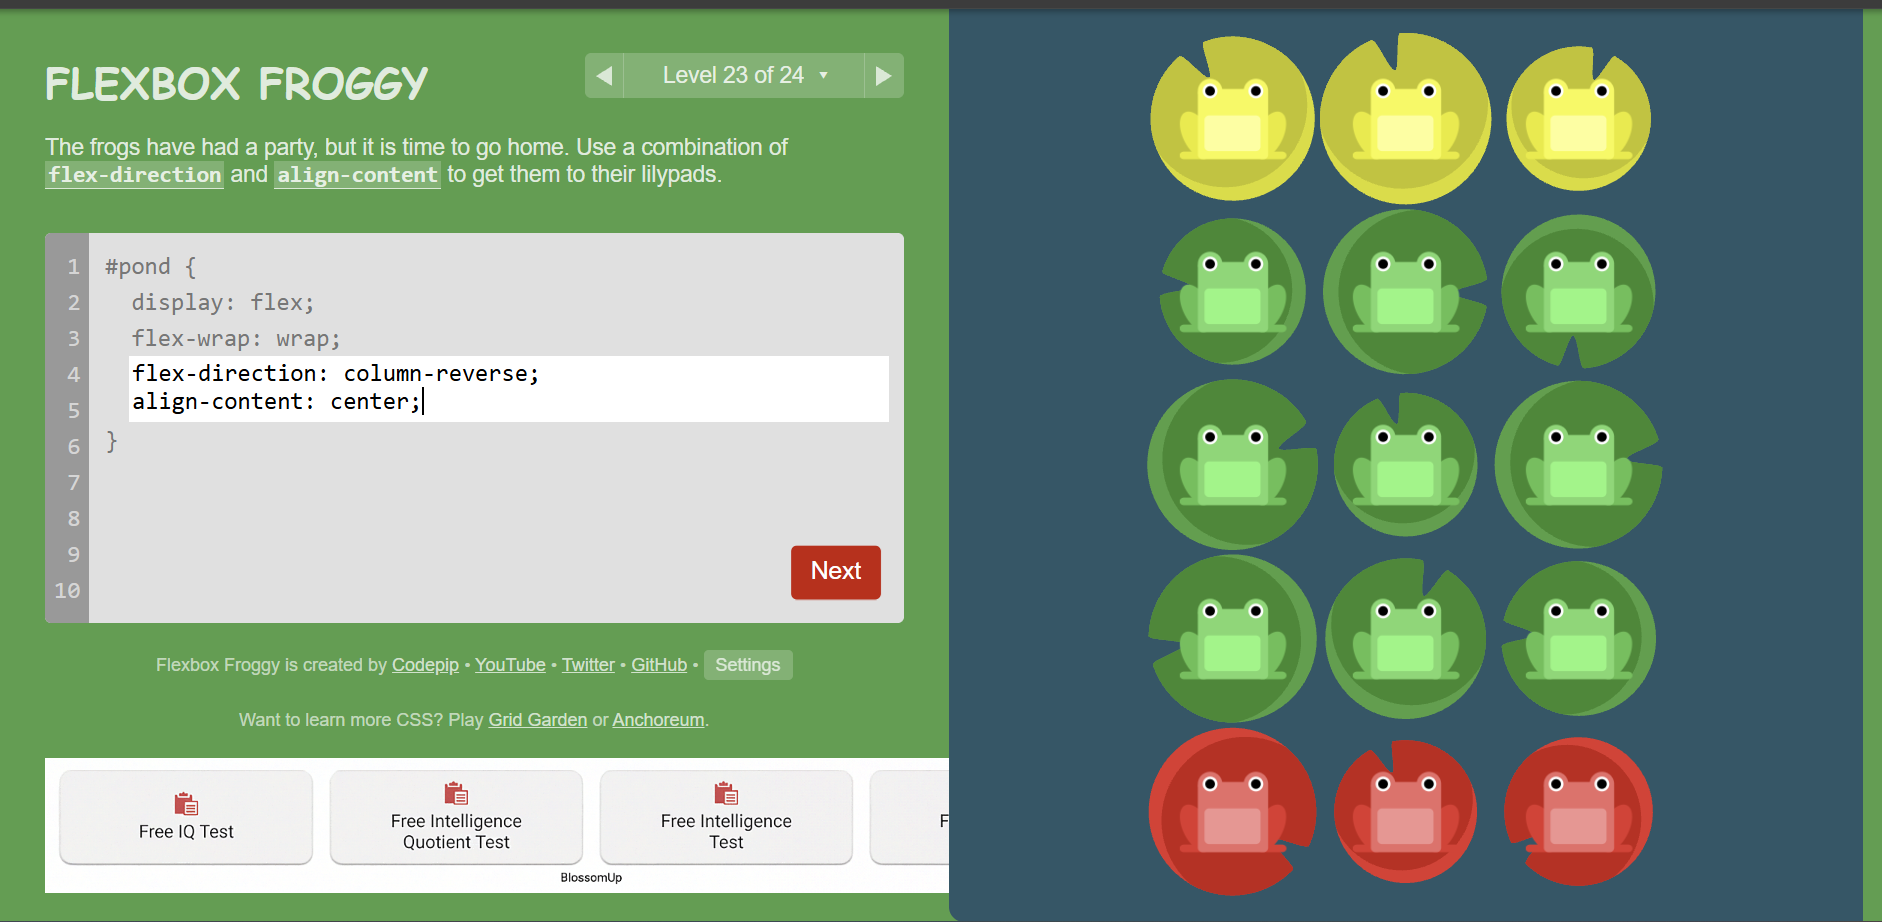 FLEXBOX FROGGY
◀ Level 23 of 24 ▼ ▶
The frogs have had a party, but it is time to go home. Use a combination of
flex-direction and align-content to get them to their lilypads.
1 #pond {
2 display: flex;
3 flex-wrap: wrap;
4 flex-direction: column-reverse;
5 align-content: center;
6 }
7
8
9
10
Next
Flexbox Froggy is created by Codepip • YouTube • Twitter • GitHub • Settings
Want to learn more CSS? Play Grid Garden or Anchoreum.
Free IQ Test
Free Intelligence
Quotient Test
Free Intelligence
Test
F
BlossomUp